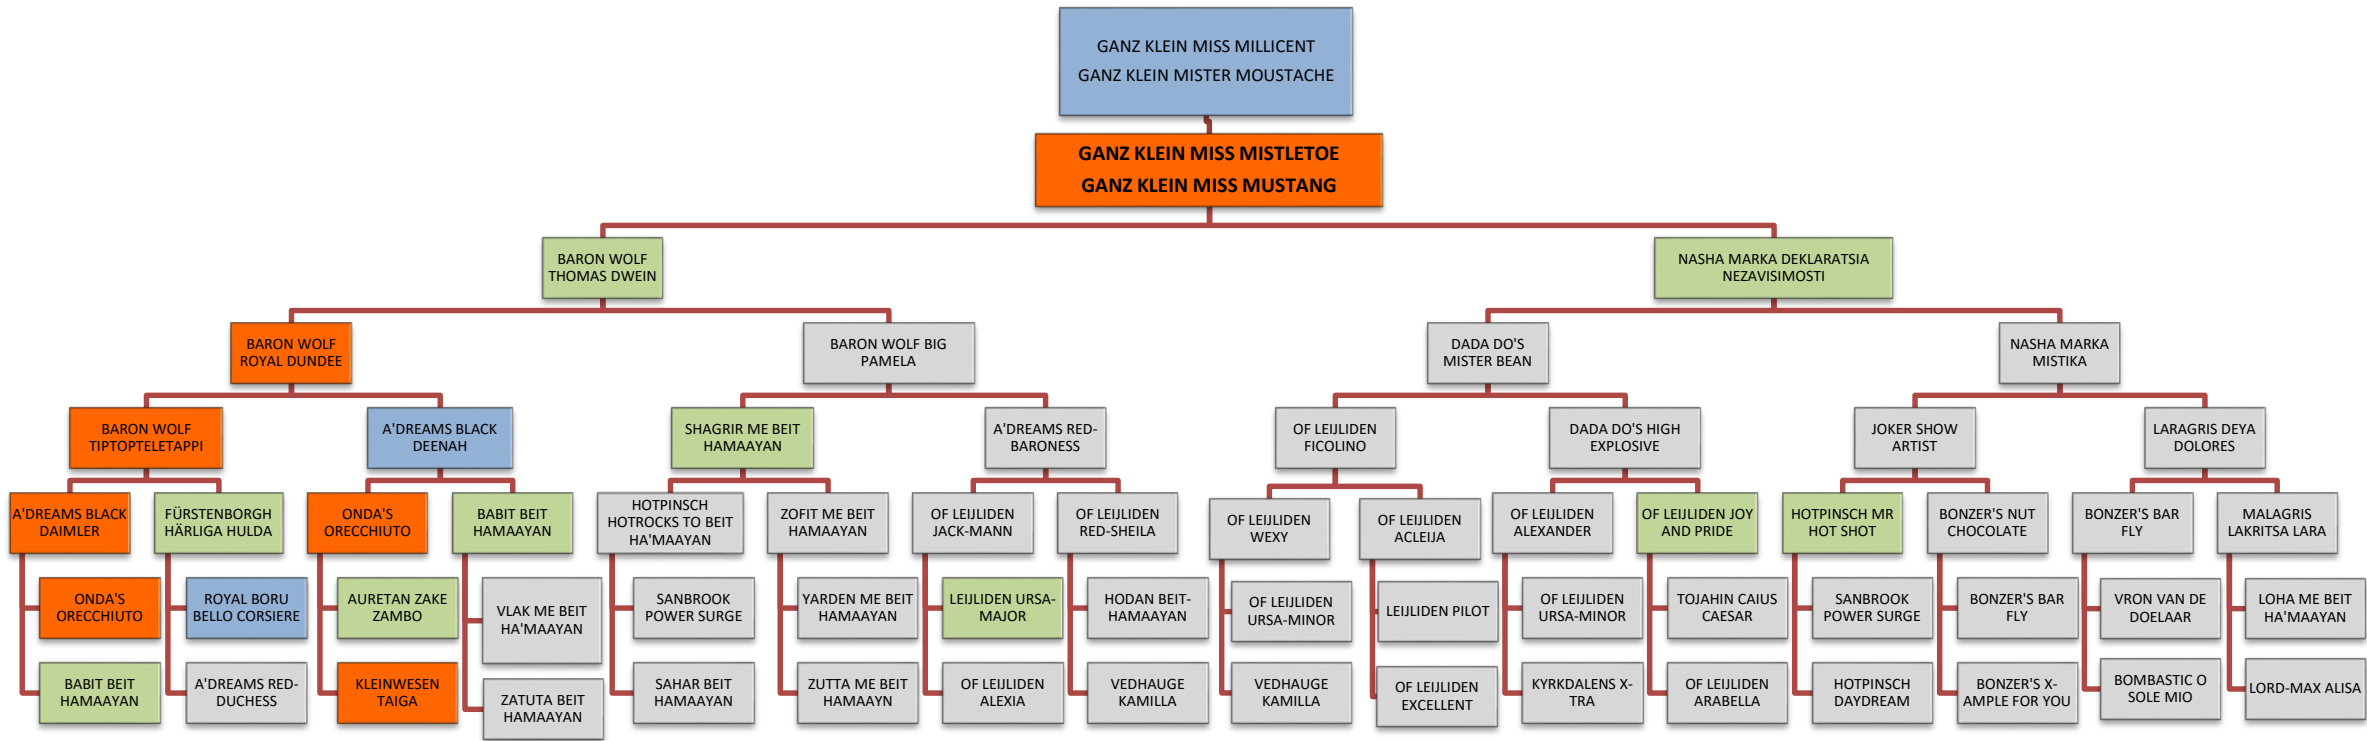 GANZ KLEIN MISS MILLICENT
GANZ KLEIN MISTER MOUSTACHE
GANZ KLEIN MISS MISTLETOE
GANZ KLEIN MISS MUSTANG
BARON WOLF
THOMAS DWEIN
NASHA MARKA DEKLARATSIA
NEZAVISIMOSTI
BARON WOLF
ROYAL DUNDEE
BARON WOLF BIG
PAMELA
DADA DO'S
MISTER BEAN
NASHA MARKA
MISTIKA
BARON WOLF
TIPTOPTELETAPPI
A'DREAMS BLACK
DEENAH
SHAGRIR ME BEIT
HAMAAYAN
A'DREAMS RED-
BARONESS
OF LEIJLIDEN
FICOLINO
DADA DO'S HIGH
EXPLOSIVE
JOKER SHOW
ARTIST
LARAGRIS DEYA
DOLORES
A'DREAMS BLACK
DAIMLER
FÜRSTENBORGH
HÄRLIGA HULDA
ONDA'S
ORECCHIUTO
BABIT BEIT
HAMAAYAN
HOTPINSCH
HOTROCKS TO BEIT
HA'MAAYAN
ZOFIT ME BEIT
HAMAAYAN
OF LEIJLIDEN
JACK-MANN
OF LEIJLIDEN
RED-SHEILA
OF LEIJLIDEN
WEXY
OF LEIJLIDEN
ACLEIJA
OF LEIJLIDEN
ALEXANDER
OF LEIJLIDEN JOY
AND PRIDE
HOTPINSCH MR
HOT SHOT
BONZER'S NUT
CHOCOLATE
BONZER'S BAR
FLY
MALAGRIS
LAKRITSA LARA
ONDA'S
ORECCHIUTO
ROYAL BORU
BELLO CORSIERE
AURETAN ZAKE
ZAMBO
VLAK ME BEIT
HA'MAAYAN
SANBROOK
POWER SURGE
YARDEN ME BEIT
HAMAAYAN
LEIJLIDEN URSA-
MAJOR
HODAN BEIT-
HAMAAYAN
OF LEIJLIDEN
URSA-MINOR
LEIJLIDEN PILOT
OF LEIJLIDEN
URSA-MINOR
TOJAHIN CAIUS
CAESAR
SANBROOK
POWER SURGE
BONZER'S BAR
FLY
VRON VAN DE
DOELAAR
LOHA ME BEIT
HA'MAAYAN
BABIT BEIT
HAMAAYAN
A'DREAMS RED-
DUCHESS
KLEINWESEN
TAIGA
ZATUTA BEIT
HAMAAYAN
SAHAR BEIT
HAMAAYAN
ZUTTA ME BEIT
HAMAAYN
OF LEIJLIDEN
ALEXIA
VEDHAUGE
KAMILLA
VEDHAUGE
KAMILLA
OF LEIJLIDEN
EXCELLENT
KYRKDALENS X-
TRA
OF LEIJLIDEN
ARABELLA
HOTPINSCH
DAYDREAM
BONZER'S X-
AMPLE FOR YOU
BOMBASTIC O
SOLE MIO
LORD-MAX ALISA